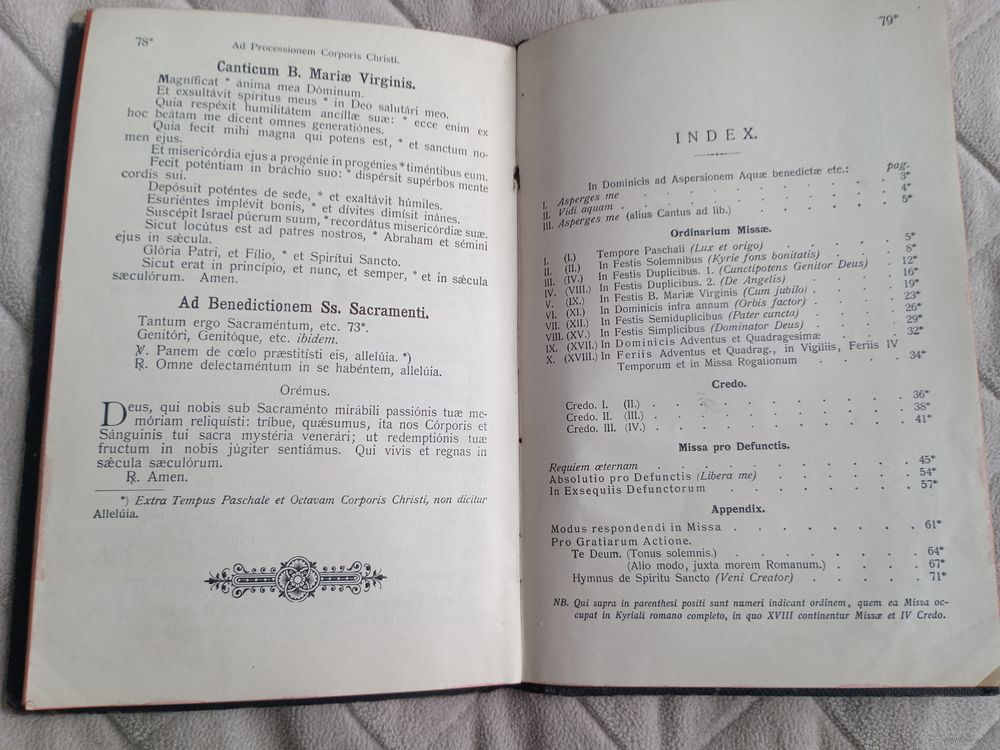 78*
Ad Processionem Corporis Christi.
Canticum B. Mariæ Virginis.
Magníficat * ánima mea Dóminum.
Et exsultávit spíritus meus * in Deo salutári meo.
Quia respéxit humilitátem ancíllæ suæ: * ecce enim ex
hoc beátam me dicent omnes generatiónes.
Quia fecit mihi magna qui potens est, * et sanctum no-
men ejus.
Et misericórdia ejus a progénie in progénies * timéntibus eum.
Fecit poténtiam in bráchio suo: * dispérsit supérbos mente
cordis sui.
Depósuit poténtes de sede, * et exaltávit húmiles.
Esuriéntes implévit bonis, * et dívites dimísit inánes.
Suscépit Israel púerum suum, * recordátus misericórdiæ suæ.
Sicut locútus est ad patres nostros, * Abraham et sémini
ejus in sǽcula.
Glória Patri, et Fílio, * et Spirítui Sancto.
Sicut erat in princípio, et nunc, et semper, * et in sǽcula
sæculórum. Amen.
Ad Benedictionem Ss. Sacramenti.
Tantum ergo Sacraméntum, etc. 73*.
Genitóri, Genitóque, etc. ibidem.
℣. Panem de cœlo præstitísti eis, allelúia. *)
℟. Omne delectaméntum in se habéntem, allelúia.
Orémus.
Deus, qui nobis sub Sacraménto mirábili passiónis tuæ me-
móriam reliquísti: tríbue, quǽsumus, ita nos Córporis et
Sánguinis tui sacra mystéria venerári; ut redemptiónis tuæ
fructum in nobis júgiter sentiámus. Qui vivis et regnas in
sǽcula sæculórum.
℟. Amen.
*) Extra Tempus Paschale et Octavam Corporis Christi, non dicitur
Allelúia.
79*
INDEX.
pag.
In Dominicis ad Aspersionem Aquæ benedictæ etc.:
I. Asperges me . . . . . . . 3*
II. Vidi aquam . . . . . . . 4*
III. Asperges me (alius Cantus ad lib.) . . . . 5*
Ordinarium Missæ.
I. (I.) Tempore Paschali (Lux et origo) . . . 5*
II. (II.) In Festis Solemnibus (Kyrie fons bonitatis) . . 8*
III. (IV.) In Festis Duplicibus. 1. (Cunctipotens Genitor Deus) . 12*
IV. (VIII.) In Festis Duplicibus. 2. (De Angelis) . . . 16*
V. (IX.) In Festis B. Mariæ Virginis (Cum jubilo) . . . 19*
VI. (XI.) In Dominicis infra annum (Orbis factor) . . . 23*
VII. (XII.) In Festis Semiduplicibus (Pater cuncta) . . . 26*
VIII. (XV.) In Festis Simplicibus (Dominator Deus) . . . 29*
IX. (XVII.) In Dominicis Adventus et Quadragesimæ . . . 32*
X. (XVIII.) In Feriis Adventus et Quadrag., in Vigiliis, Feriis IV
Temporum et in Missa Rogationum . . . 34*
Credo.
Credo. I. (II.) . . . . . . . 36*
Credo. II. (III.) . . . . . . . 38*
Credo. III. (IV.) . . . . . . . 41*
Missa pro Defunctis.
Requiem æternam . . . . . . . 45*
Absolutio pro Defunctis (Libera me) . . . . 54*
In Exsequiis Defunctorum . . . . . 57*
Appendix.
Modus respondendi in Missa . . . . . 61*
Pro Gratiarum Actione.
Te Deum. (Tonus solemnis.) . . . . . 64*
(Alio modo, juxta morem Romanum.) . . . 67*
Hymnus de Spiritu Sancto (Veni Creator) . . . 71*
NB. Qui supra in parenthesi positi sunt numeri indicant ordinem, quem ea Missa oc-
cupat in Kyriali romano completo, in quo XVIII continentur Missæ et IV Credo.